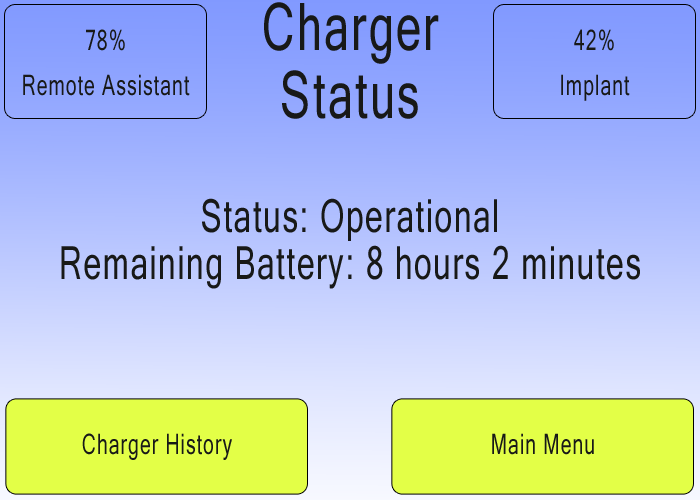 78%
Remote Assistant
Charger
Status
42%
Implant
Status: Operational
Remaining Battery: 8 hours 2 minutes
Charger History
Main Menu